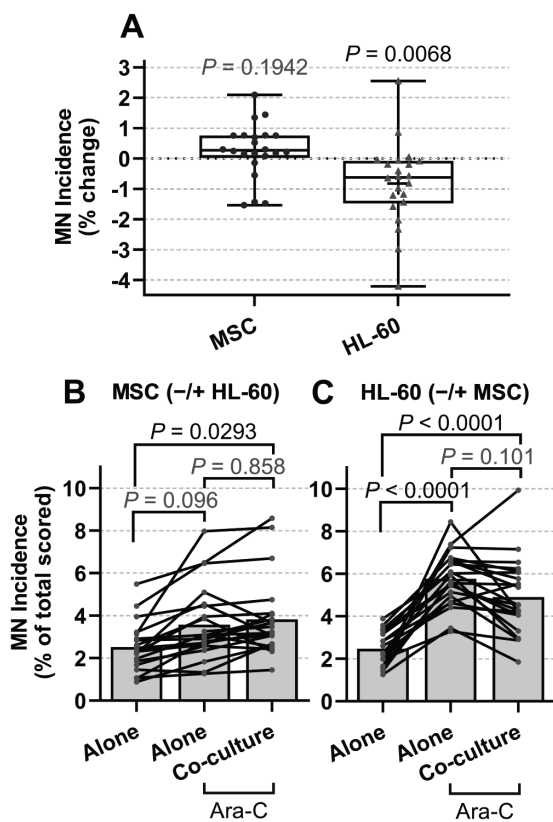 A
P = 0.1942
P = 0.0068
MN Incidence
(% change)
3
2
1
0
-1
-2
-3
-4
MSC
HL-60
B MSC (−/+ HL-60)
C HL-60 (−/+ MSC)
P = 0.0293
P = 0.858
P = 0.096
P < 0.0001
P = 0.101
P < 0.0001
MN Incidence
(% of total scored)
10
8
6
4
2
0
10
8
6
4
2
0
Alone
Alone
Co-culture
Ara-C
Alone
Alone
Co-culture
Ara-C